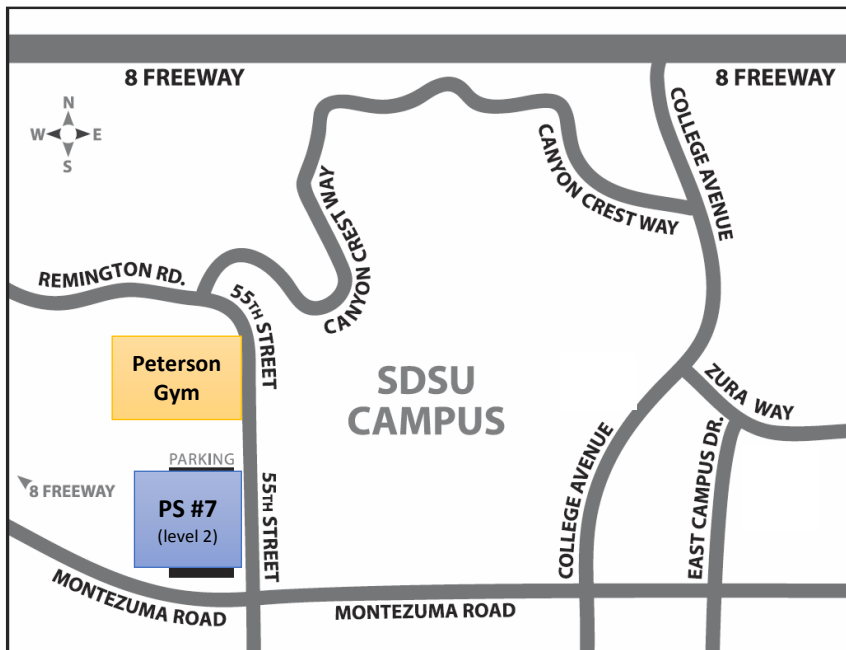 8 FREEWAY
8 FREEWAY
N
W E
S
COLLEGE AVENUE
CANYON CREST WAY
CANYON CREST WAY
REMINGTON RD.
55TH STREET
Peterson
Gym
SDSU
CAMPUS
ZURA WAY
PARKING
8 FREEWAY
PS #7
(level 2)
55TH STREET
COLLEGE AVENUE
EAST CAMPUS DR.
MONTEZUMA ROAD
MONTEZUMA ROAD